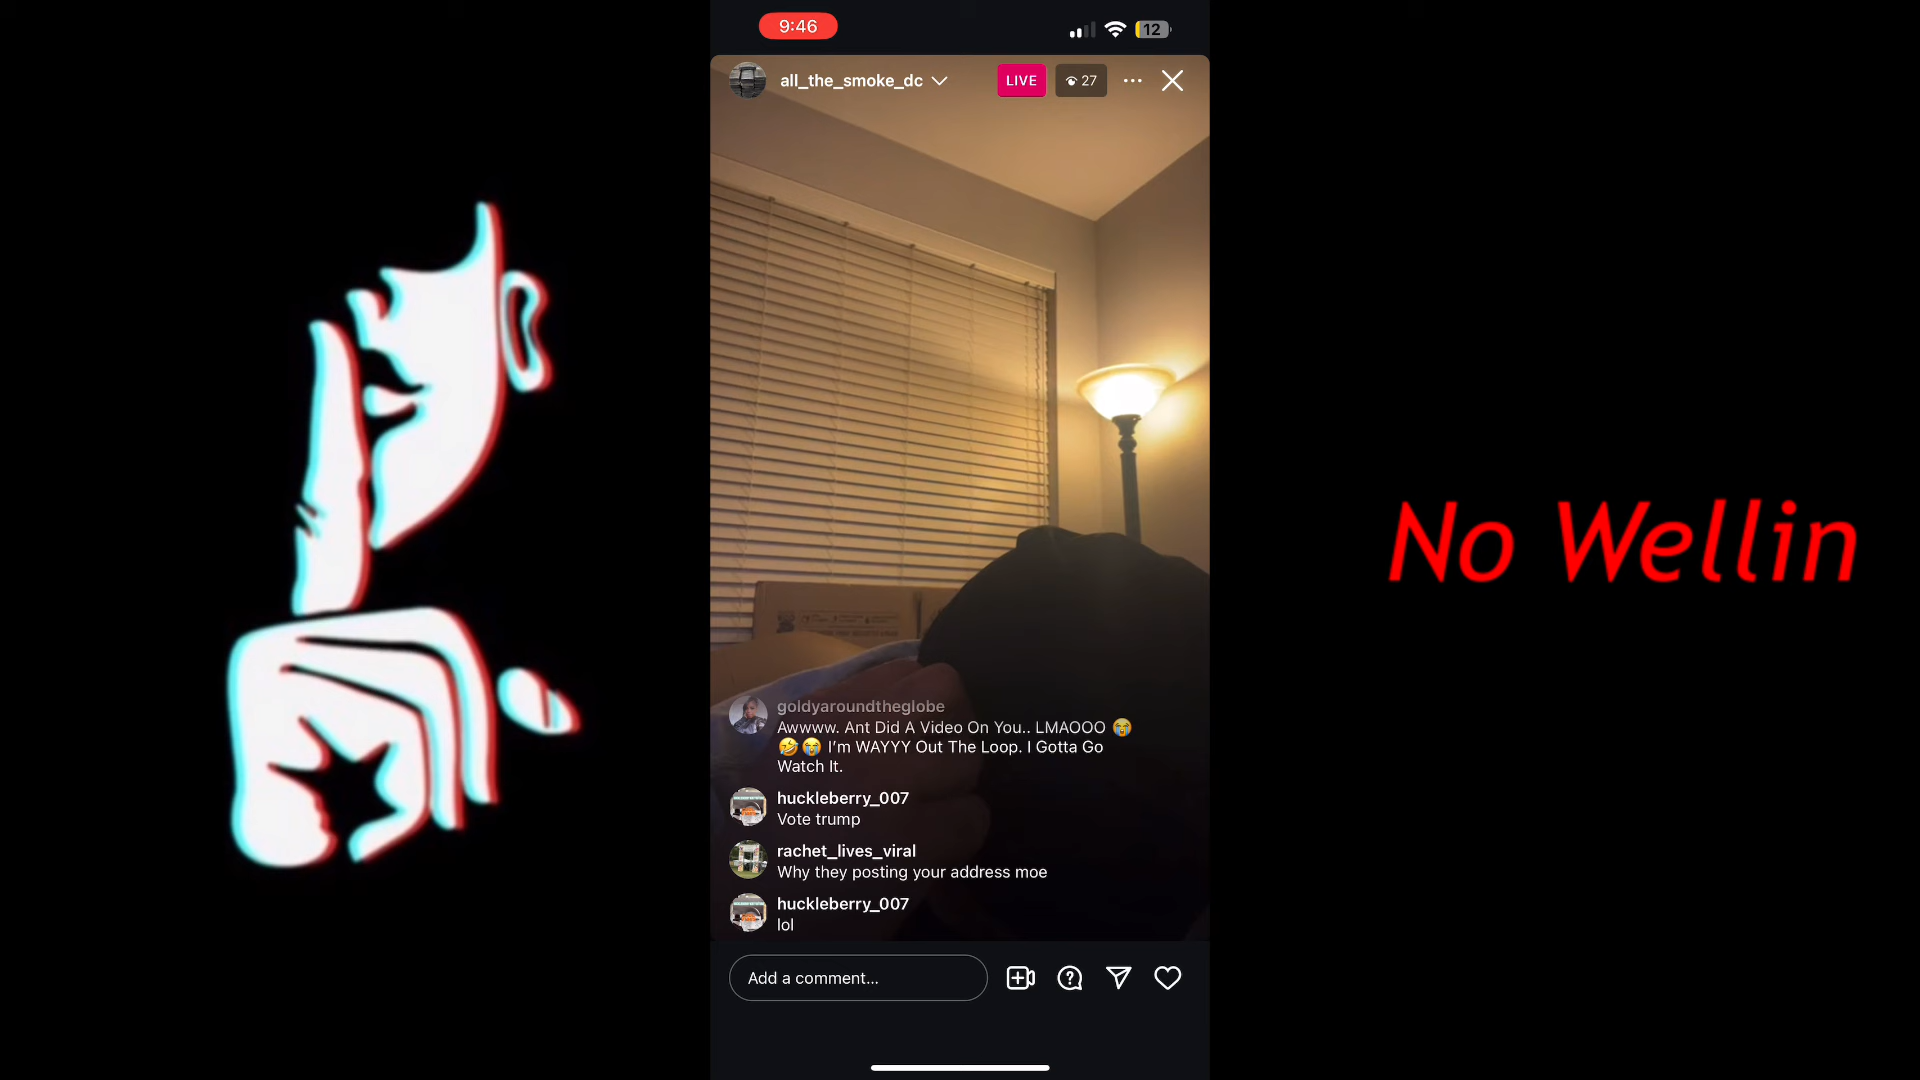 9:46
12
all_the_smoke_dc
LIVE
27
goldyaroundtheglobe
Awwww. Ant Did A Video On You.. LMAOOO 😭
🤣😭 I'm WAYYY Out The Loop. I Gotta Go
Watch It.
huckleberry_007
Vote trump
rachet_lives_viral
Why they posting your address moe
huckleberry_007
lol
Add a comment...
No Wellin